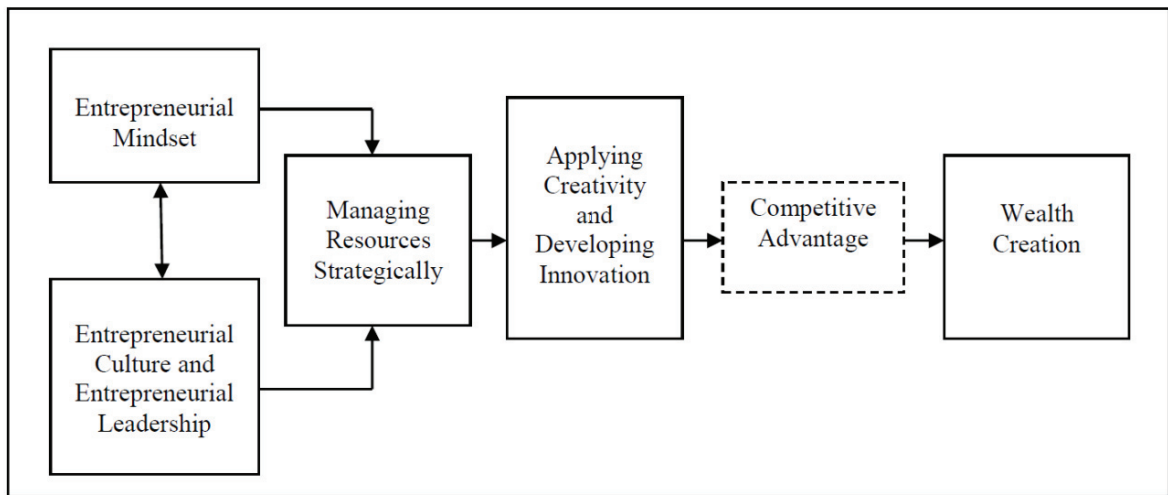 Entrepreneurial
Mindset
Entrepreneurial
Culture and
Entrepreneurial
Leadership
Managing
Resources
Strategically
Applying
Creativity
and
Developing
Innovation
Competitive
Advantage
Wealth
Creation